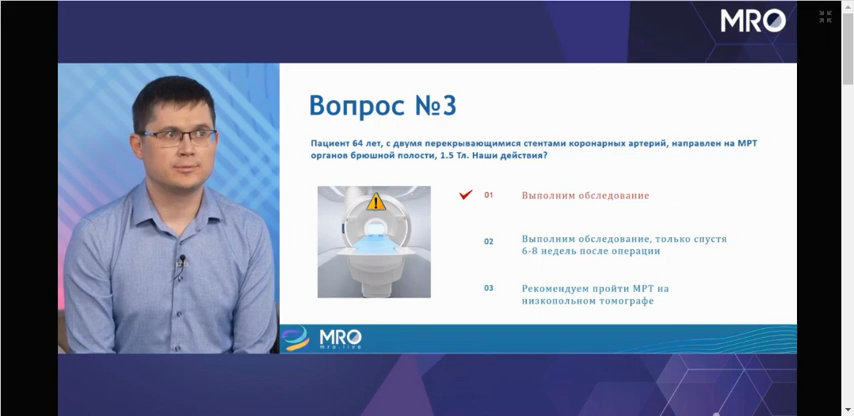 MRO
Вопрос №3
Пациент 64 лет, с двумя перекрывающимися стентами коронарных артерий, направлен на МРТ
органов брюшной полости, 1.5 Тл. Наши действия?
01 Выполним обследование
02 Выполним обследование, только спустя
6-8 недель после операции
03 Рекомендуем пройти МРТ на
низкопольном томографе
MRO
mro.live